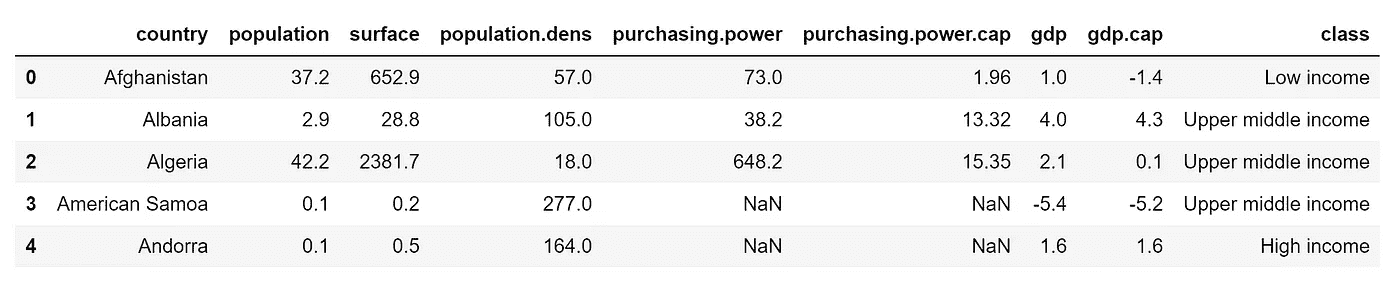 country population surface population.dens purchasing.power purchasing.power.cap gdp gdp.cap class
0 Afghanistan 37.2 652.9 57.0 73.0 1.96 1.0 -1.4 Low income
1 Albania 2.9 28.8 105.0 38.2 13.32 4.0 4.3 Upper middle income
2 Algeria 42.2 2381.7 18.0 648.2 15.35 2.1 0.1 Upper middle income
3 American Samoa 0.1 0.2 277.0 NaN NaN -5.4 -5.2 Upper middle income
4 Andorra 0.1 0.5 164.0 NaN NaN 1.6 1.6 High income